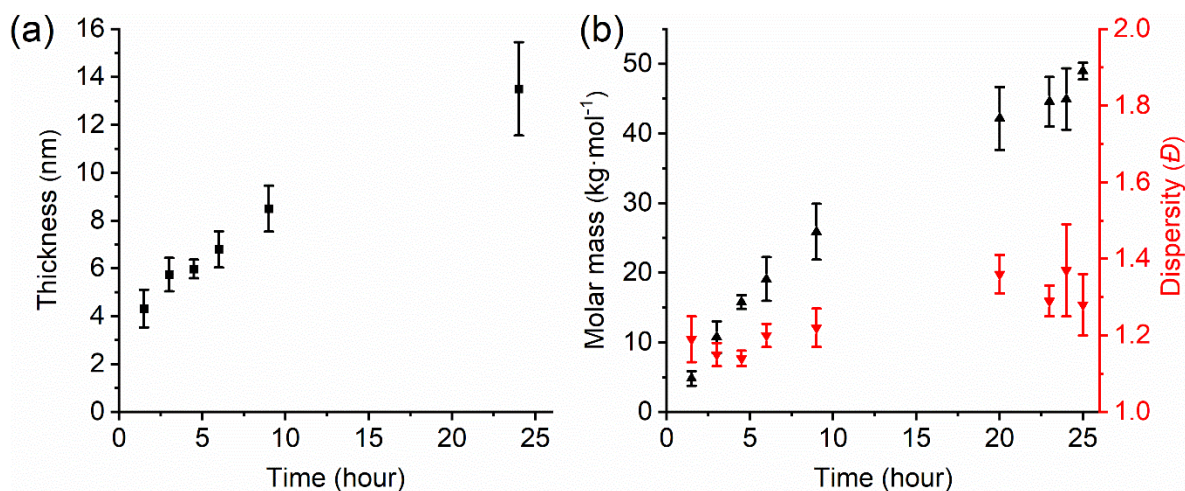 (a)
16
14
12
10
8
6
4
2
0
Thickness (nm)
0 5 10 15 20 25
Time (hour)
(b)
50
40
30
20
10
0
Molar mass (kg·mol⁻¹)
0 5 10 15 20 25
Time (hour)
2.0
1.8
1.6
1.4
1.2
1.0
Dispersity (Đ)